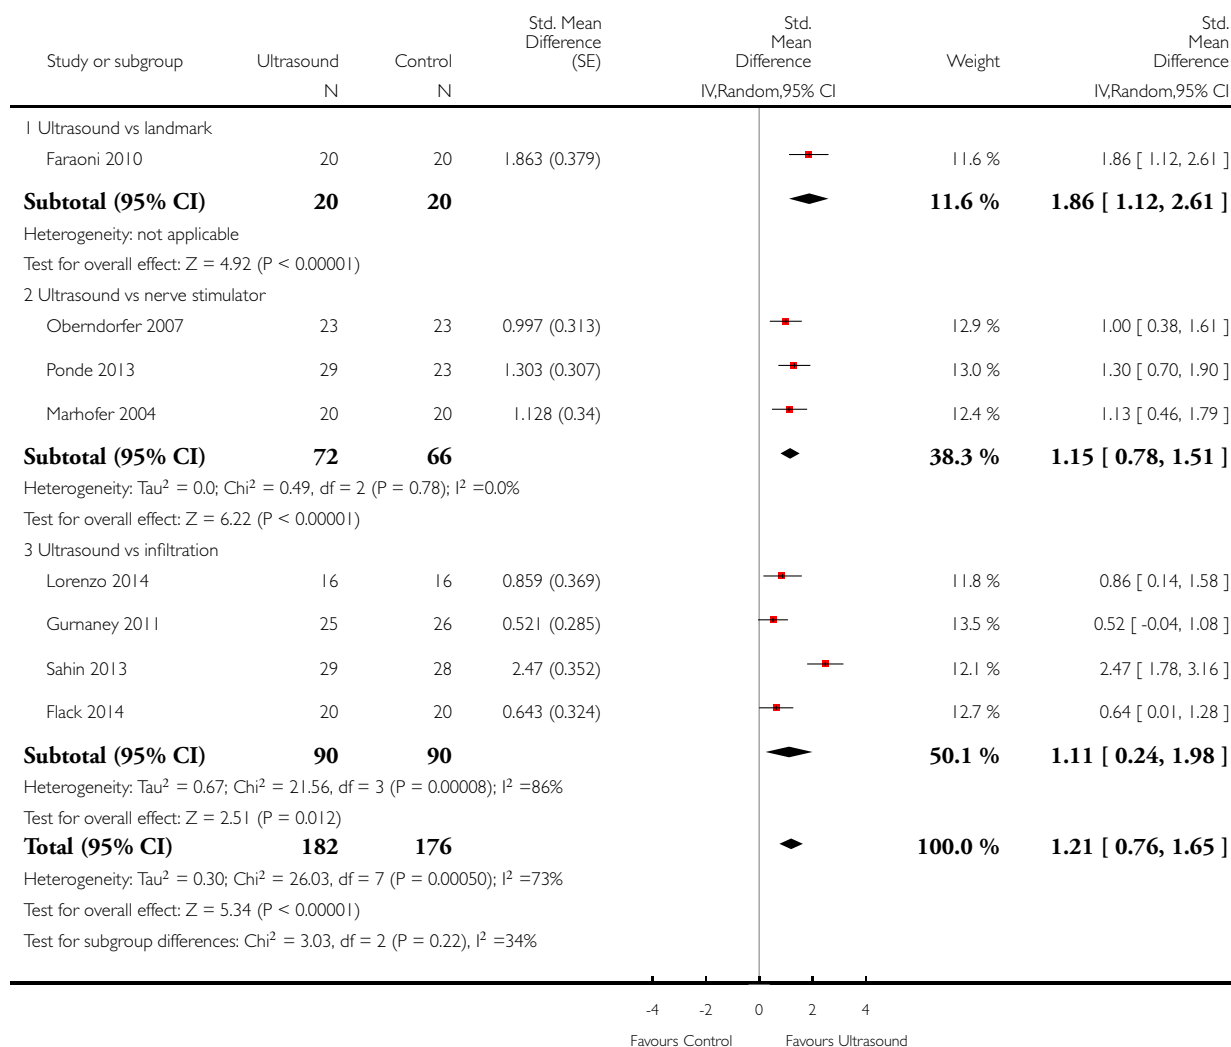 Study or subgroup Ultrasound Control Std. Mean Difference (SE) Std. Mean Difference Weight Std. Mean Difference
N N IV,Random,95% CI IV,Random,95% CI
1 Ultrasound vs landmark
Faraoni 2010 20 20 1.863 (0.379) 11.6 % 1.86 [ 1.12, 2.61 ]
Subtotal (95% CI) 20 20 11.6 % 1.86 [ 1.12, 2.61 ]
Heterogeneity: not applicable
Test for overall effect: Z = 4.92 (P < 0.00001)
2 Ultrasound vs nerve stimulator
Oberndorfer 2007 23 23 0.997 (0.313) 12.9 % 1.00 [ 0.38, 1.61 ]
Ponde 2013 29 23 1.303 (0.307) 13.0 % 1.30 [ 0.70, 1.90 ]
Marhofer 2004 20 20 1.128 (0.34) 12.4 % 1.13 [ 0.46, 1.79 ]
Subtotal (95% CI) 72 66 38.3 % 1.15 [ 0.78, 1.51 ]
Heterogeneity: Tau² = 0.0; Chi² = 0.49, df = 2 (P = 0.78); I² =0.0%
Test for overall effect: Z = 6.22 (P < 0.00001)
3 Ultrasound vs infiltration
Lorenzo 2014 16 16 0.859 (0.369) 11.8 % 0.86 [ 0.14, 1.58 ]
Gurnaney 2011 25 26 0.521 (0.285) 13.5 % 0.52 [ -0.04, 1.08 ]
Sahin 2013 29 28 2.47 (0.352) 12.1 % 2.47 [ 1.78, 3.16 ]
Flack 2014 20 20 0.643 (0.324) 12.7 % 0.64 [ 0.01, 1.28 ]
Subtotal (95% CI) 90 90 50.1 % 1.11 [ 0.24, 1.98 ]
Heterogeneity: Tau² = 0.67; Chi² = 21.56, df = 3 (P = 0.00008); I² =86%
Test for overall effect: Z = 2.51 (P = 0.012)
Total (95% CI) 182 176 100.0 % 1.21 [ 0.76, 1.65 ]
Heterogeneity: Tau² = 0.30; Chi² = 26.03, df = 7 (P = 0.00050); I² =73%
Test for overall effect: Z = 5.34 (P < 0.00001)
Test for subgroup differences: Chi² = 3.03, df = 2 (P = 0.22), I² =34%
-4 -2 0 2 4
Favours Control Favours Ultrasound